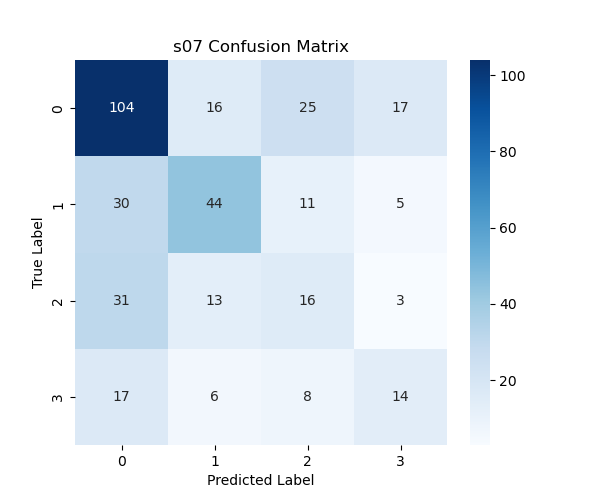 s07 Confusion Matrix
True Label
0 104 16 25 17
1 30 44 11 5
2 31 13 16 3
3 17 6 8 14
0 1 2 3
Predicted Label
100
80
60
40
20